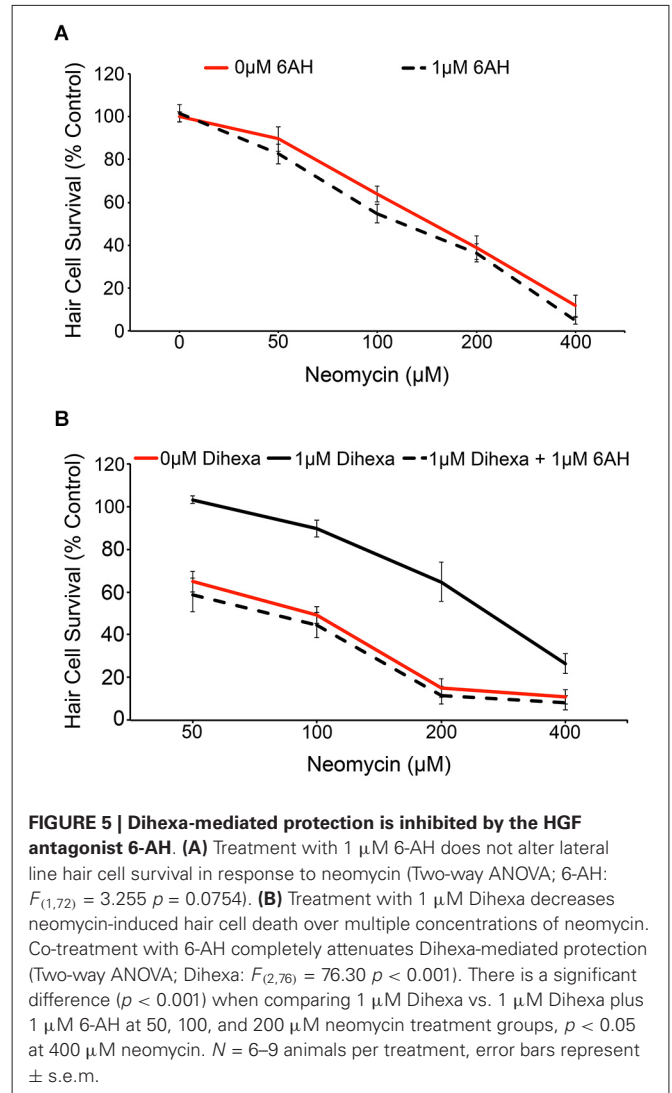 A
0µM 6AH 1µM 6AH
120
100
80
60
40
20
0
Hair Cell Survival (% Control)
0 50 100 200 400
Neomycin (µM)
B
0µM Dihexa 1µM Dihexa 1µM Dihexa + 1µM 6AH
120
100
80
60
40
20
0
Hair Cell Survival (% Control)
50 100 200 400
Neomycin (µM)
FIGURE 5 | Dihexa-mediated protection is inhibited by the HGF
antagonist 6-AH. (A) Treatment with 1 µM 6-AH does not alter lateral
line hair cell survival in response to neomycin (Two-way ANOVA; 6-AH:
F(1,72) = 3.255 p = 0.0754). (B) Treatment with 1 µM Dihexa decreases
neomycin-induced hair cell death over multiple concentrations of neomycin.
Co-treatment with 6-AH completely attenuates Dihexa-mediated protection
(Two-way ANOVA; Dihexa: F(2,76) = 76.30 p < 0.001). There is a significant
difference (p < 0.001) when comparing 1 µM Dihexa vs. 1 µM Dihexa plus
1 µM 6-AH at 50, 100, and 200 µM neomycin treatment groups, p < 0.05
at 400 µM neomycin. N = 6–9 animals per treatment, error bars represent
± s.e.m.